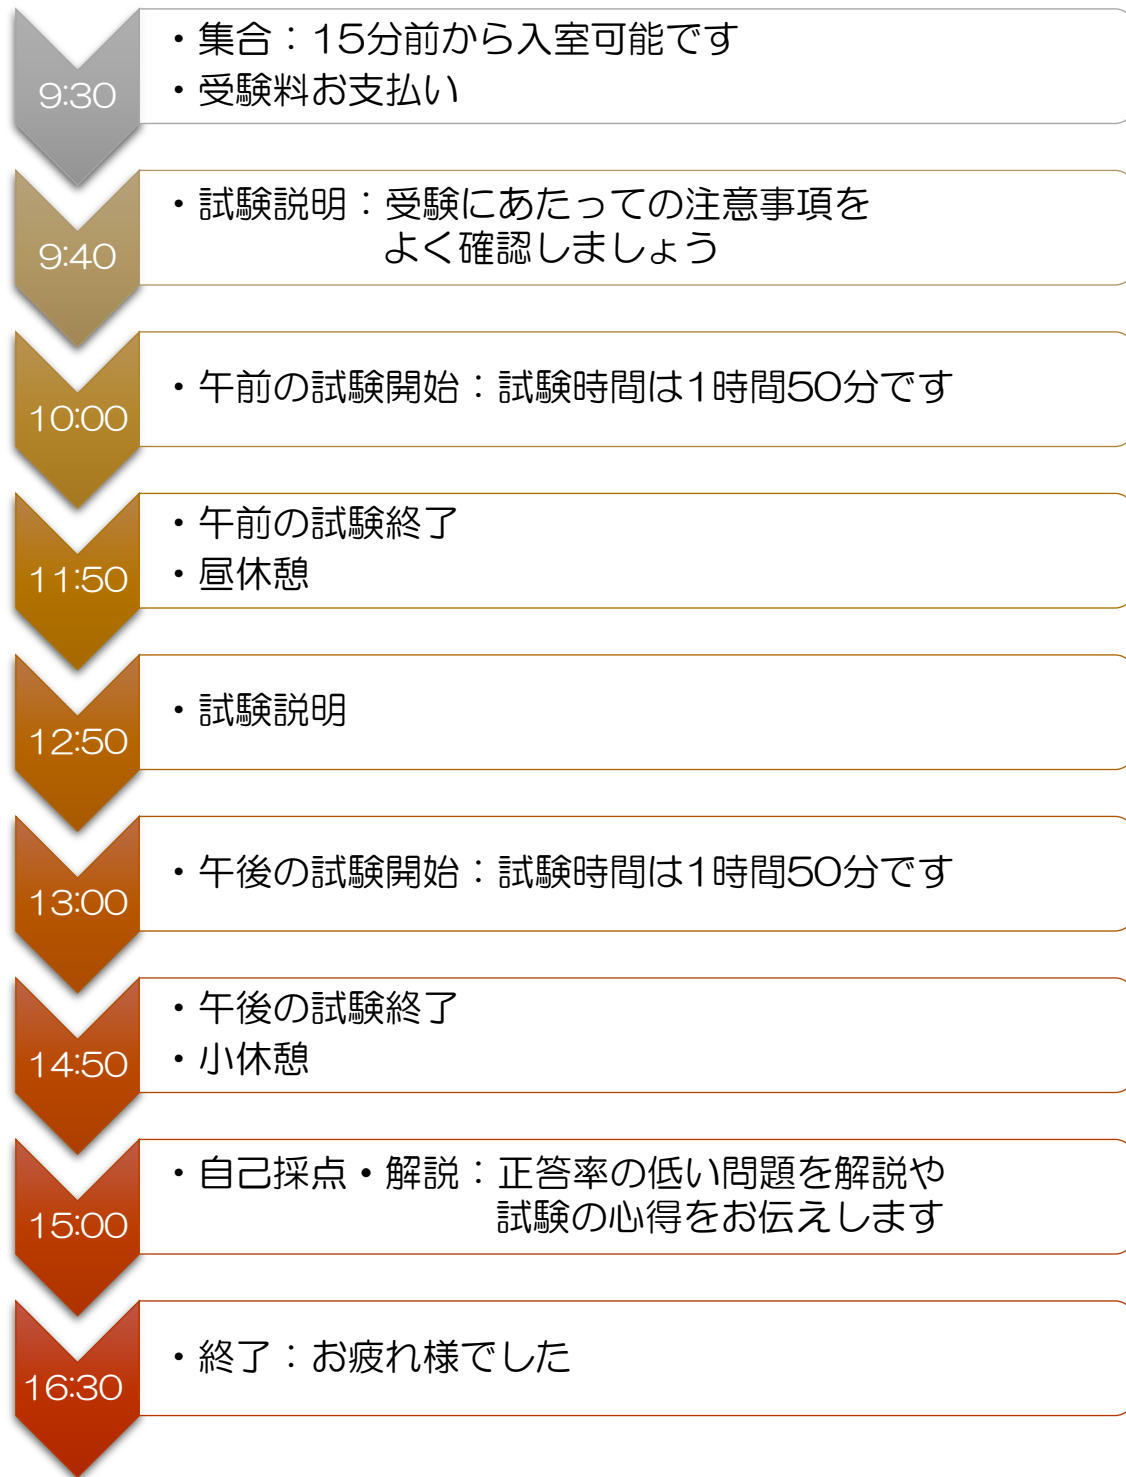 9:30
・集合：15分前から入室可能です
・受験料お支払い
9:40
・試験説明：受験にあたっての注意事項を
よく確認しましょう
10:00
・午前の試験開始：試験時間は1時間50分です
11:50
・午前の試験終了
・昼休憩
12:50
・試験説明
13:00
・午後の試験開始：試験時間は1時間50分です
14:50
・午後の試験終了
・小休憩
15:00
・自己採点・解説：正答率の低い問題を解説や
試験の心得をお伝えします
16:30
・終了：お疲れ様でした